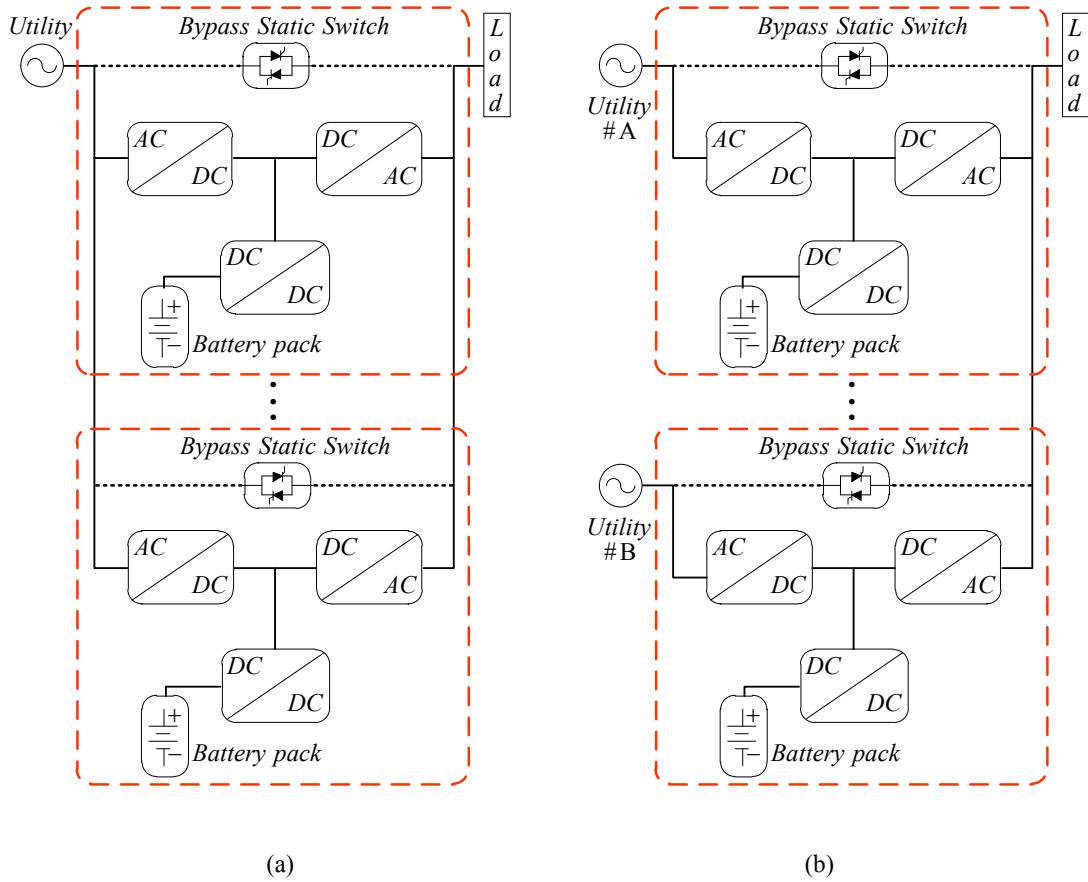 Utility
Bypass Static Switch
Load
AC
DC
DC
AC
DC
DC
+
−
Battery pack
Bypass Static Switch
AC
DC
DC
AC
DC
DC
+
−
Battery pack
(a)
Utility
#A
Bypass Static Switch
Load
AC
DC
DC
AC
DC
DC
+
−
Battery pack
Utility
#B
Bypass Static Switch
AC
DC
DC
AC
DC
DC
+
−
Battery pack
(b)